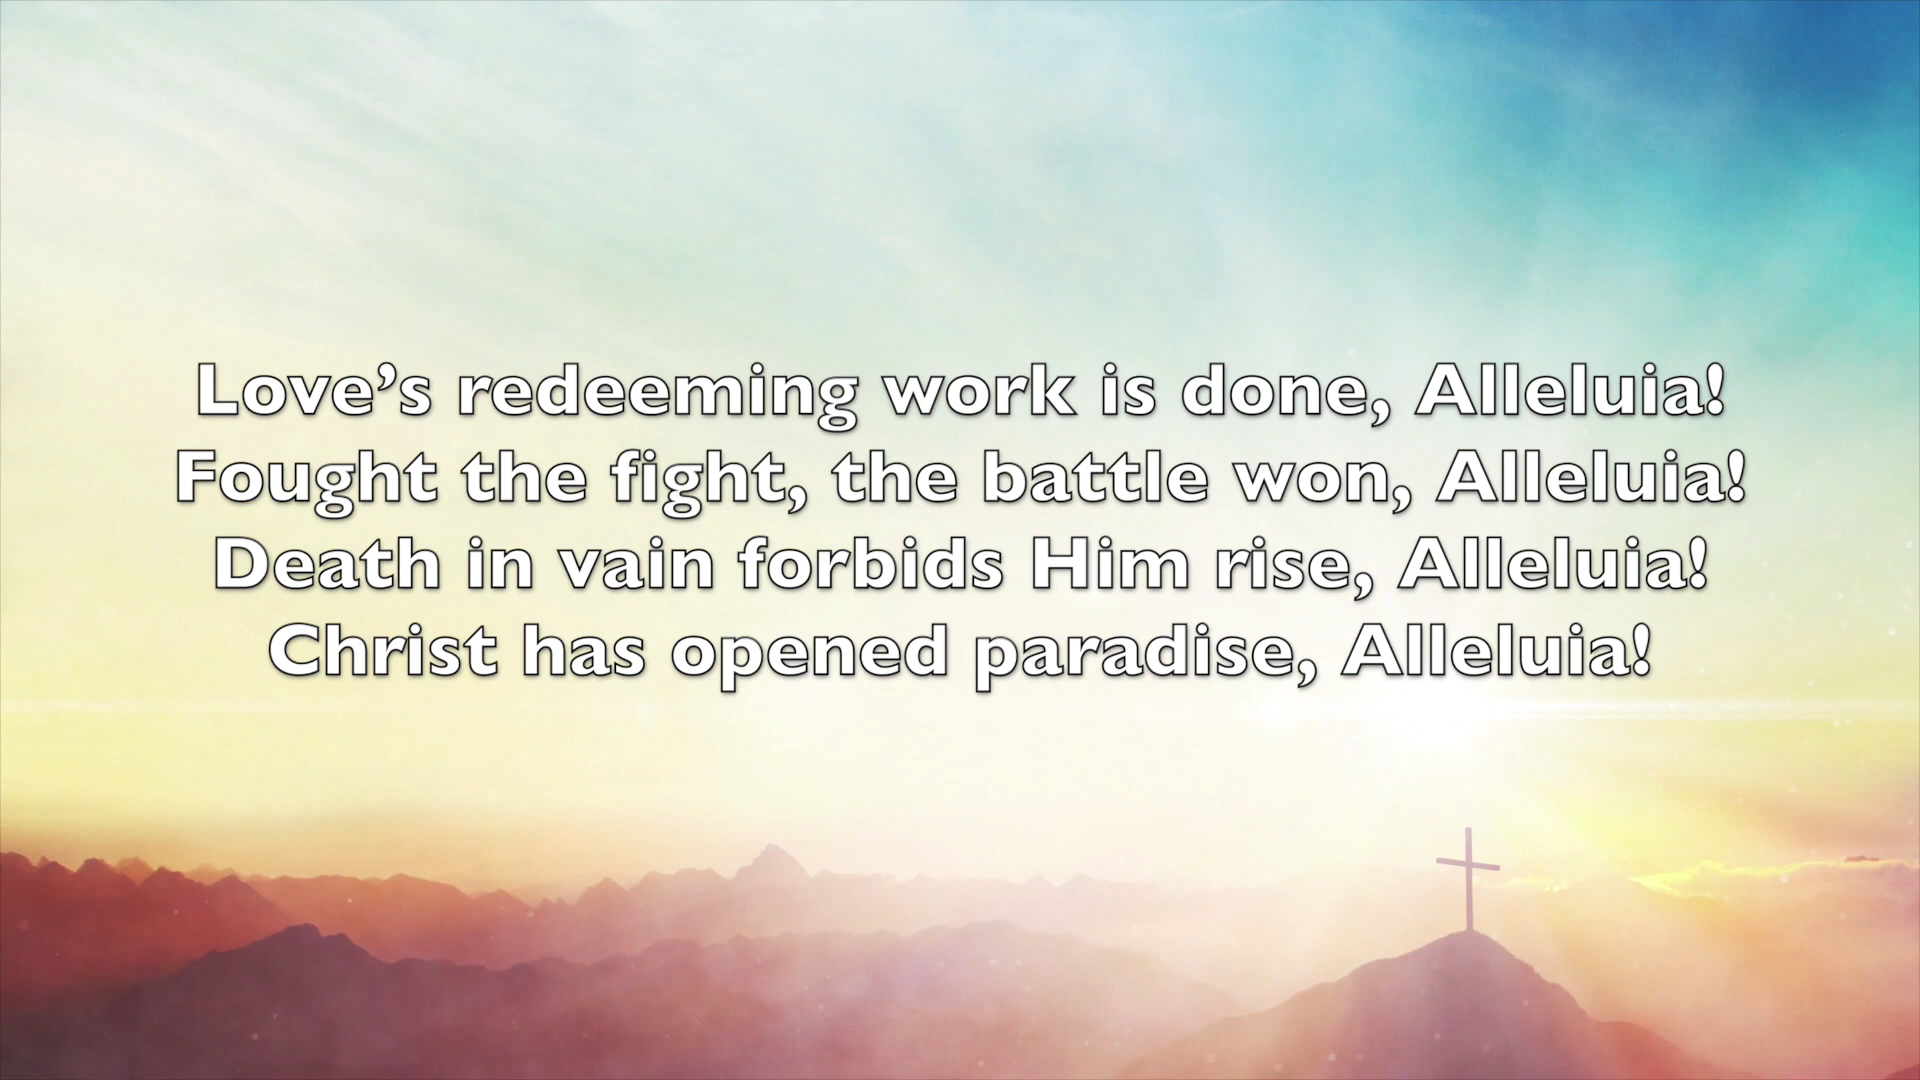 Love’s redeeming work is done, Alleluia!
Fought the fight, the battle won, Alleluia!
Death in vain forbids Him rise, Alleluia!
Christ has opened paradise, Alleluia!